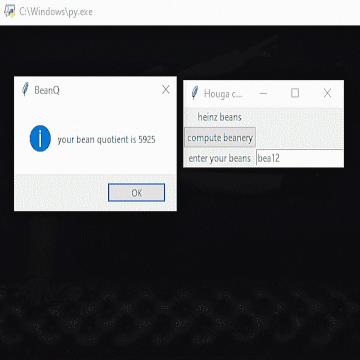 C:\Windows\py.exe
BeanQ
your bean quotient is 5925
OK
Houga c...
heinz beans
compute beanery
enter your beans
bea12